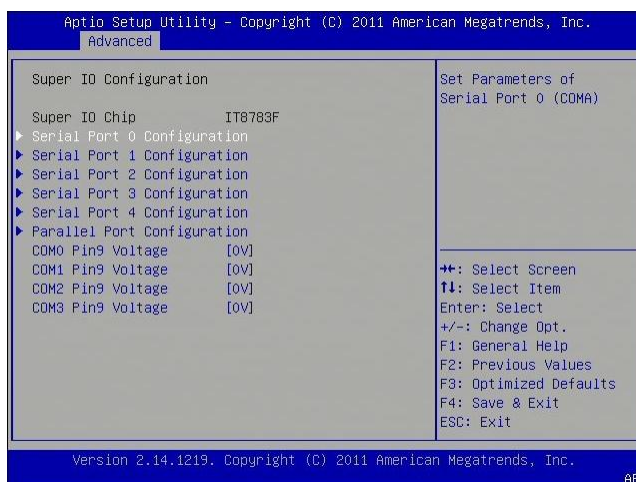 Aptio Setup Utility – Copyright (C) 2011 American Megatrends, Inc.
Advanced
Super IO Configuration
Super IO Chip IT8783F
Serial Port 0 Configuration
Serial Port 1 Configuration
Serial Port 2 Configuration
Serial Port 3 Configuration
Serial Port 4 Configuration
Parallel Port Configuration
COM0 Pin9 Voltage [0V]
COM1 Pin9 Voltage [0V]
COM2 Pin9 Voltage [0V]
COM3 Pin9 Voltage [0V]
Set Parameters of
Serial Port 0 (COMA)
→←: Select Screen
↑↓: Select Item
Enter: Select
+/-: Change Opt.
F1: General Help
F2: Previous Values
F3: Optimized Defaults
F4: Save & Exit
ESC: Exit
Version 2.14.1219. Copyright (C) 2011 American Megatrends, Inc.